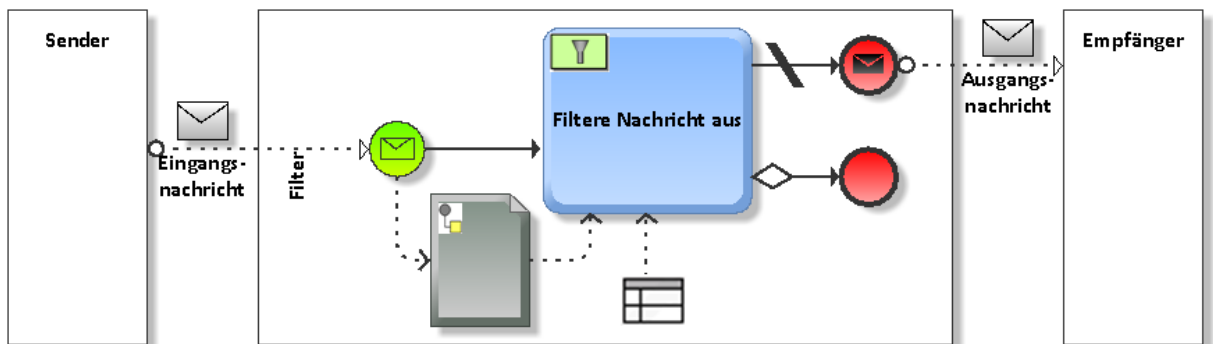 Sender
Eingangs-
nachricht
Filter
Filtere Nachricht aus
Ausgangs-
nachricht
Empfänger